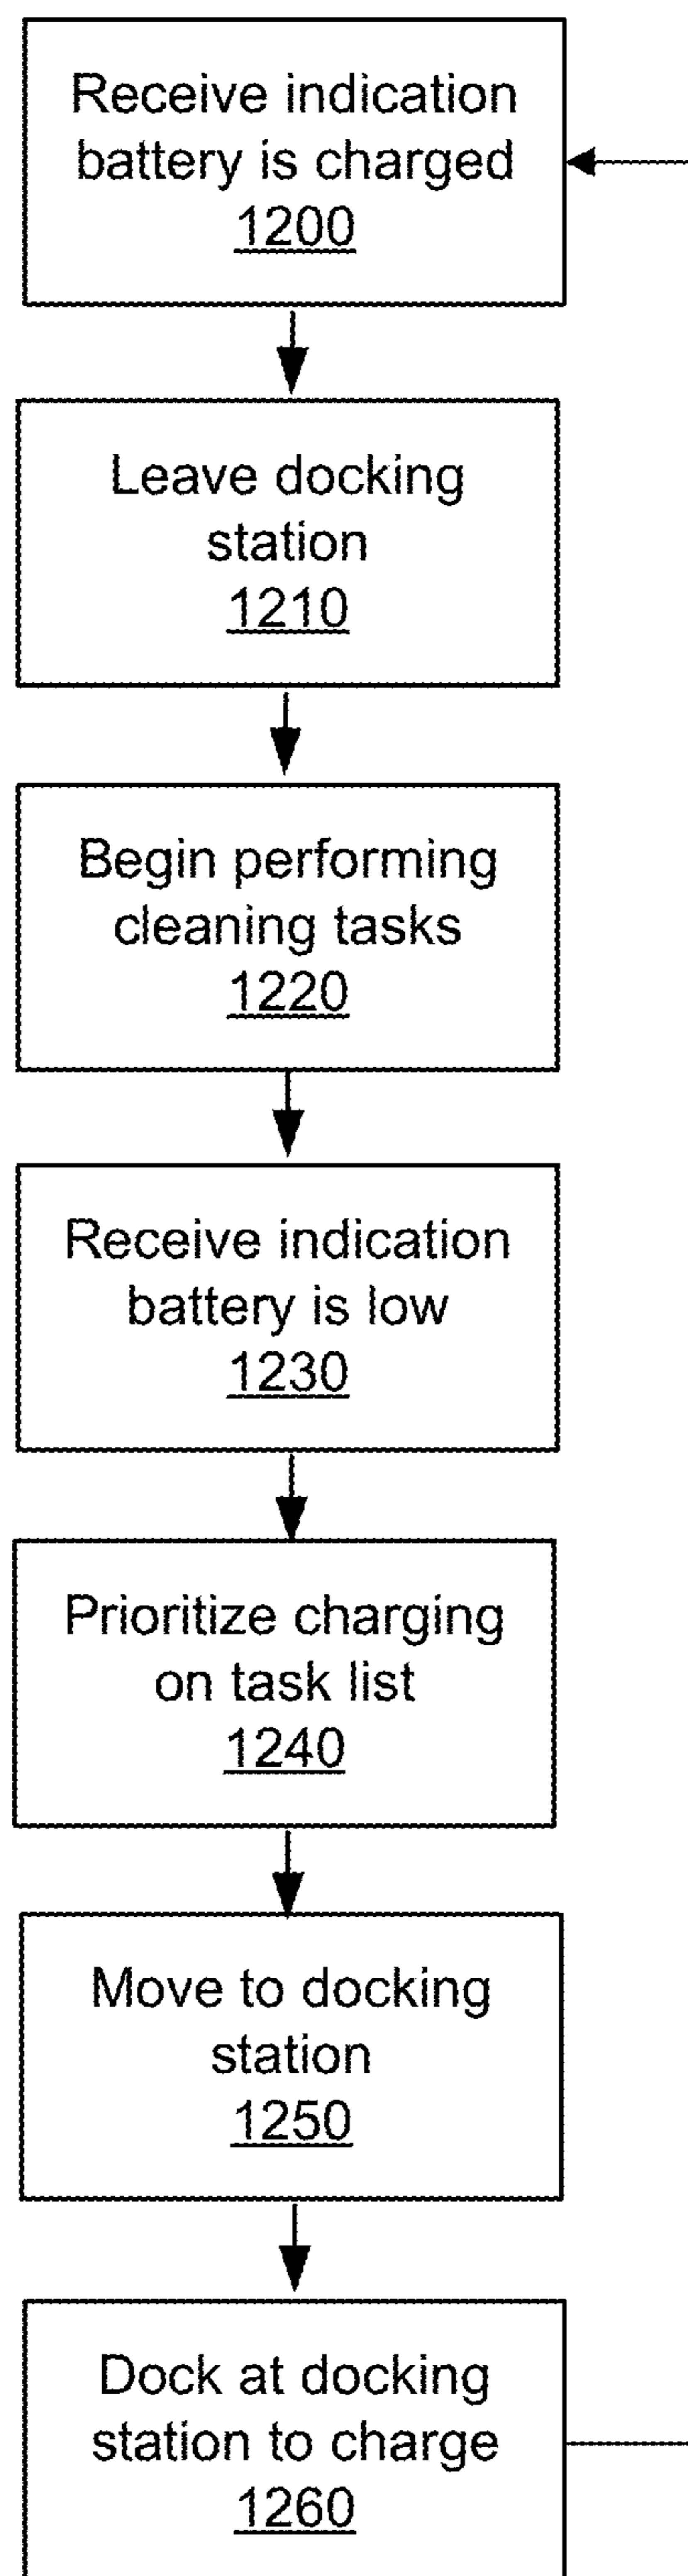 Receive indication
battery is charged
1200
Leave docking
station
1210
Begin performing
cleaning tasks
1220
Receive indication
battery is low
1230
Prioritize charging
on task list
1240
Move to docking
station
1250
Dock at docking
station to charge
1260